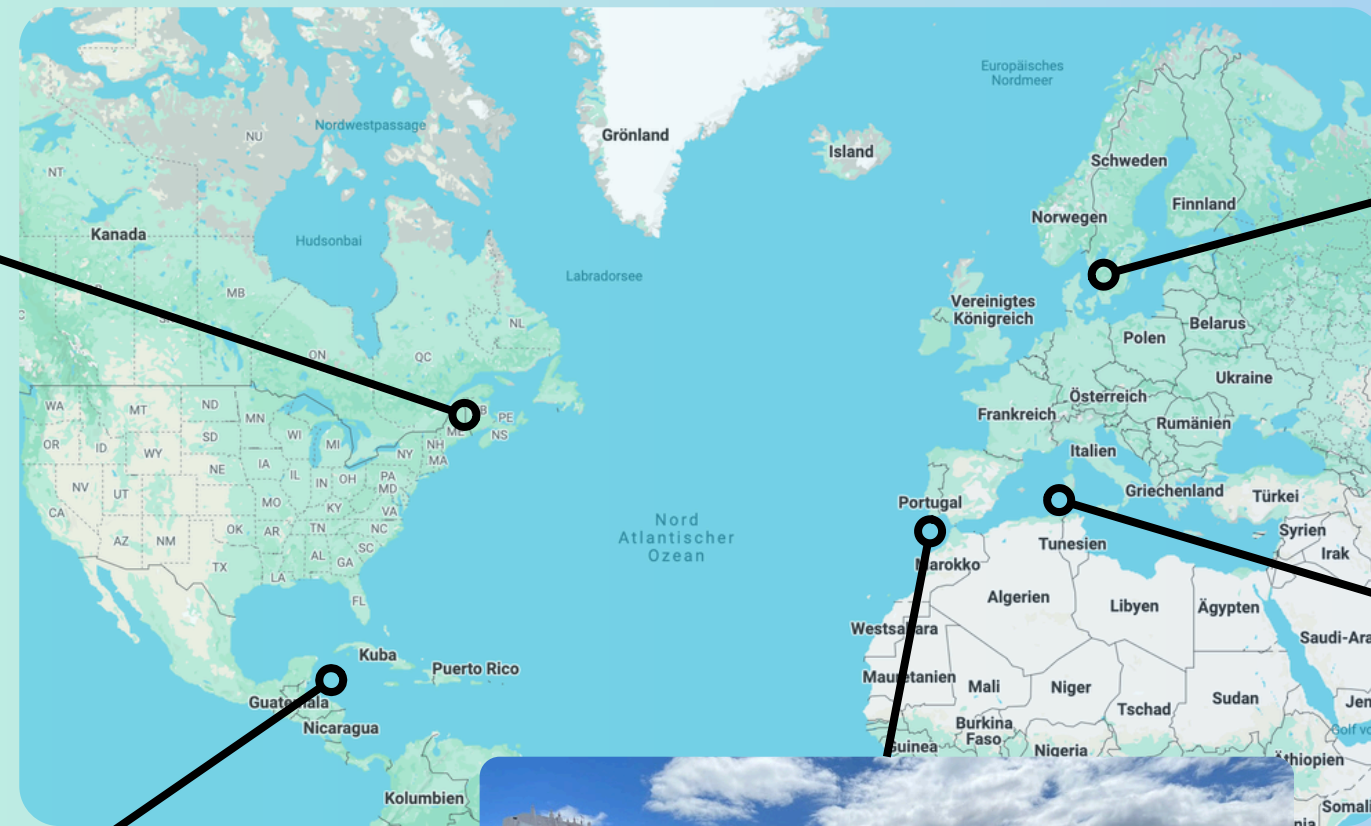 Europäisches
Nordmeer
Grönland
NU
Nordwestpassage
Island
NT
Schweden
Finnland
Norwegen
Kanada
Hudsonbai
Labradorsee
MB
Vereinigtes
Königreich
NL
Polen
Belarus
ON
QC
Ukraine
Österreich
WA
MT
ND
MN
PE
NS
Frankreich
Rumänien
OR
ID
WY
SD
WI
MI
NY
NH
MA
Italien
NE
IA
IL
IN
OH
PA
MD
NV
UT
Portugal
Griechenland
Türkei
CA
MO
KY
VA
AZ
NM
OK
AR
TN
NC
SC
Nord
Atlantischer
Ozean
Syrien
Irak
Tunesien
TX
AL
GA
LA
Marokko
FL
Algerien
Libyen
Ägypten
Westsahara
Saudi-Ara
Kuba
Puerto Rico
Mauretanien
Mali
Niger
Tschad
Sudan
Jem
Guatemala
Nicaragua
Burkina
Faso
Guinea
Nigeria
Golf vo
Äthiopien
Kolumbien
Somali